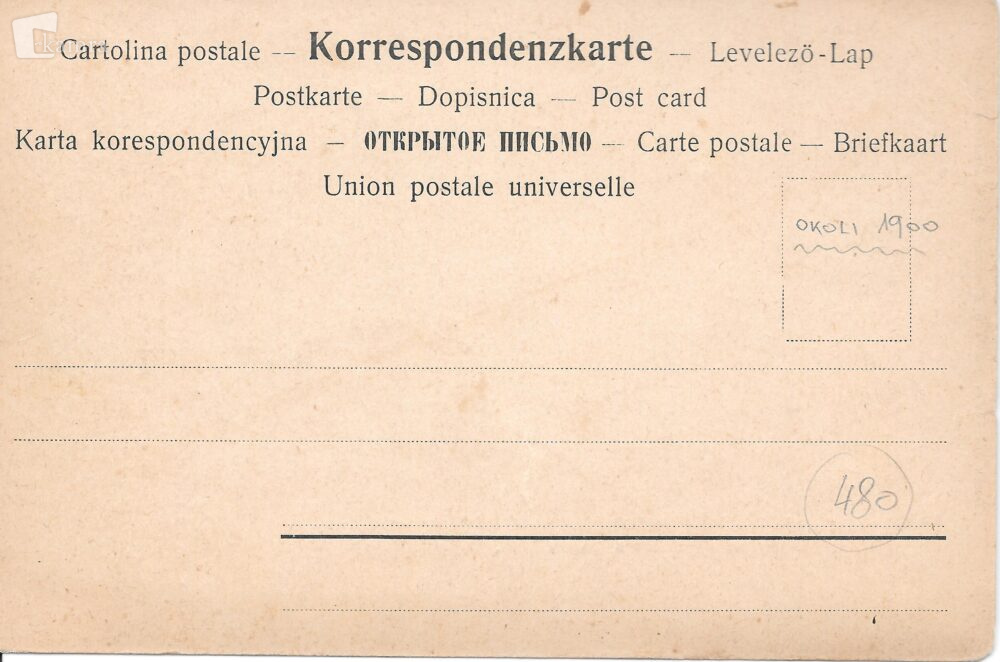 Cartolina postale — Korrespondenzkarte — Levelező-Lap
Postkarte — Dopisnica — Post card
Karta korespondencyjna — ОТКРЫТОЕ ПИСЬМО — Carte postale — Briefkaart
Union postale universelle
OKOLI 1900
480